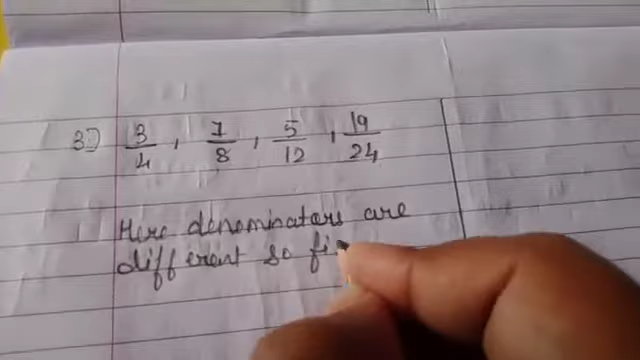 3) 3/4 , 7/8 , 5/12 , 19/24
Here denominators are
different so fi